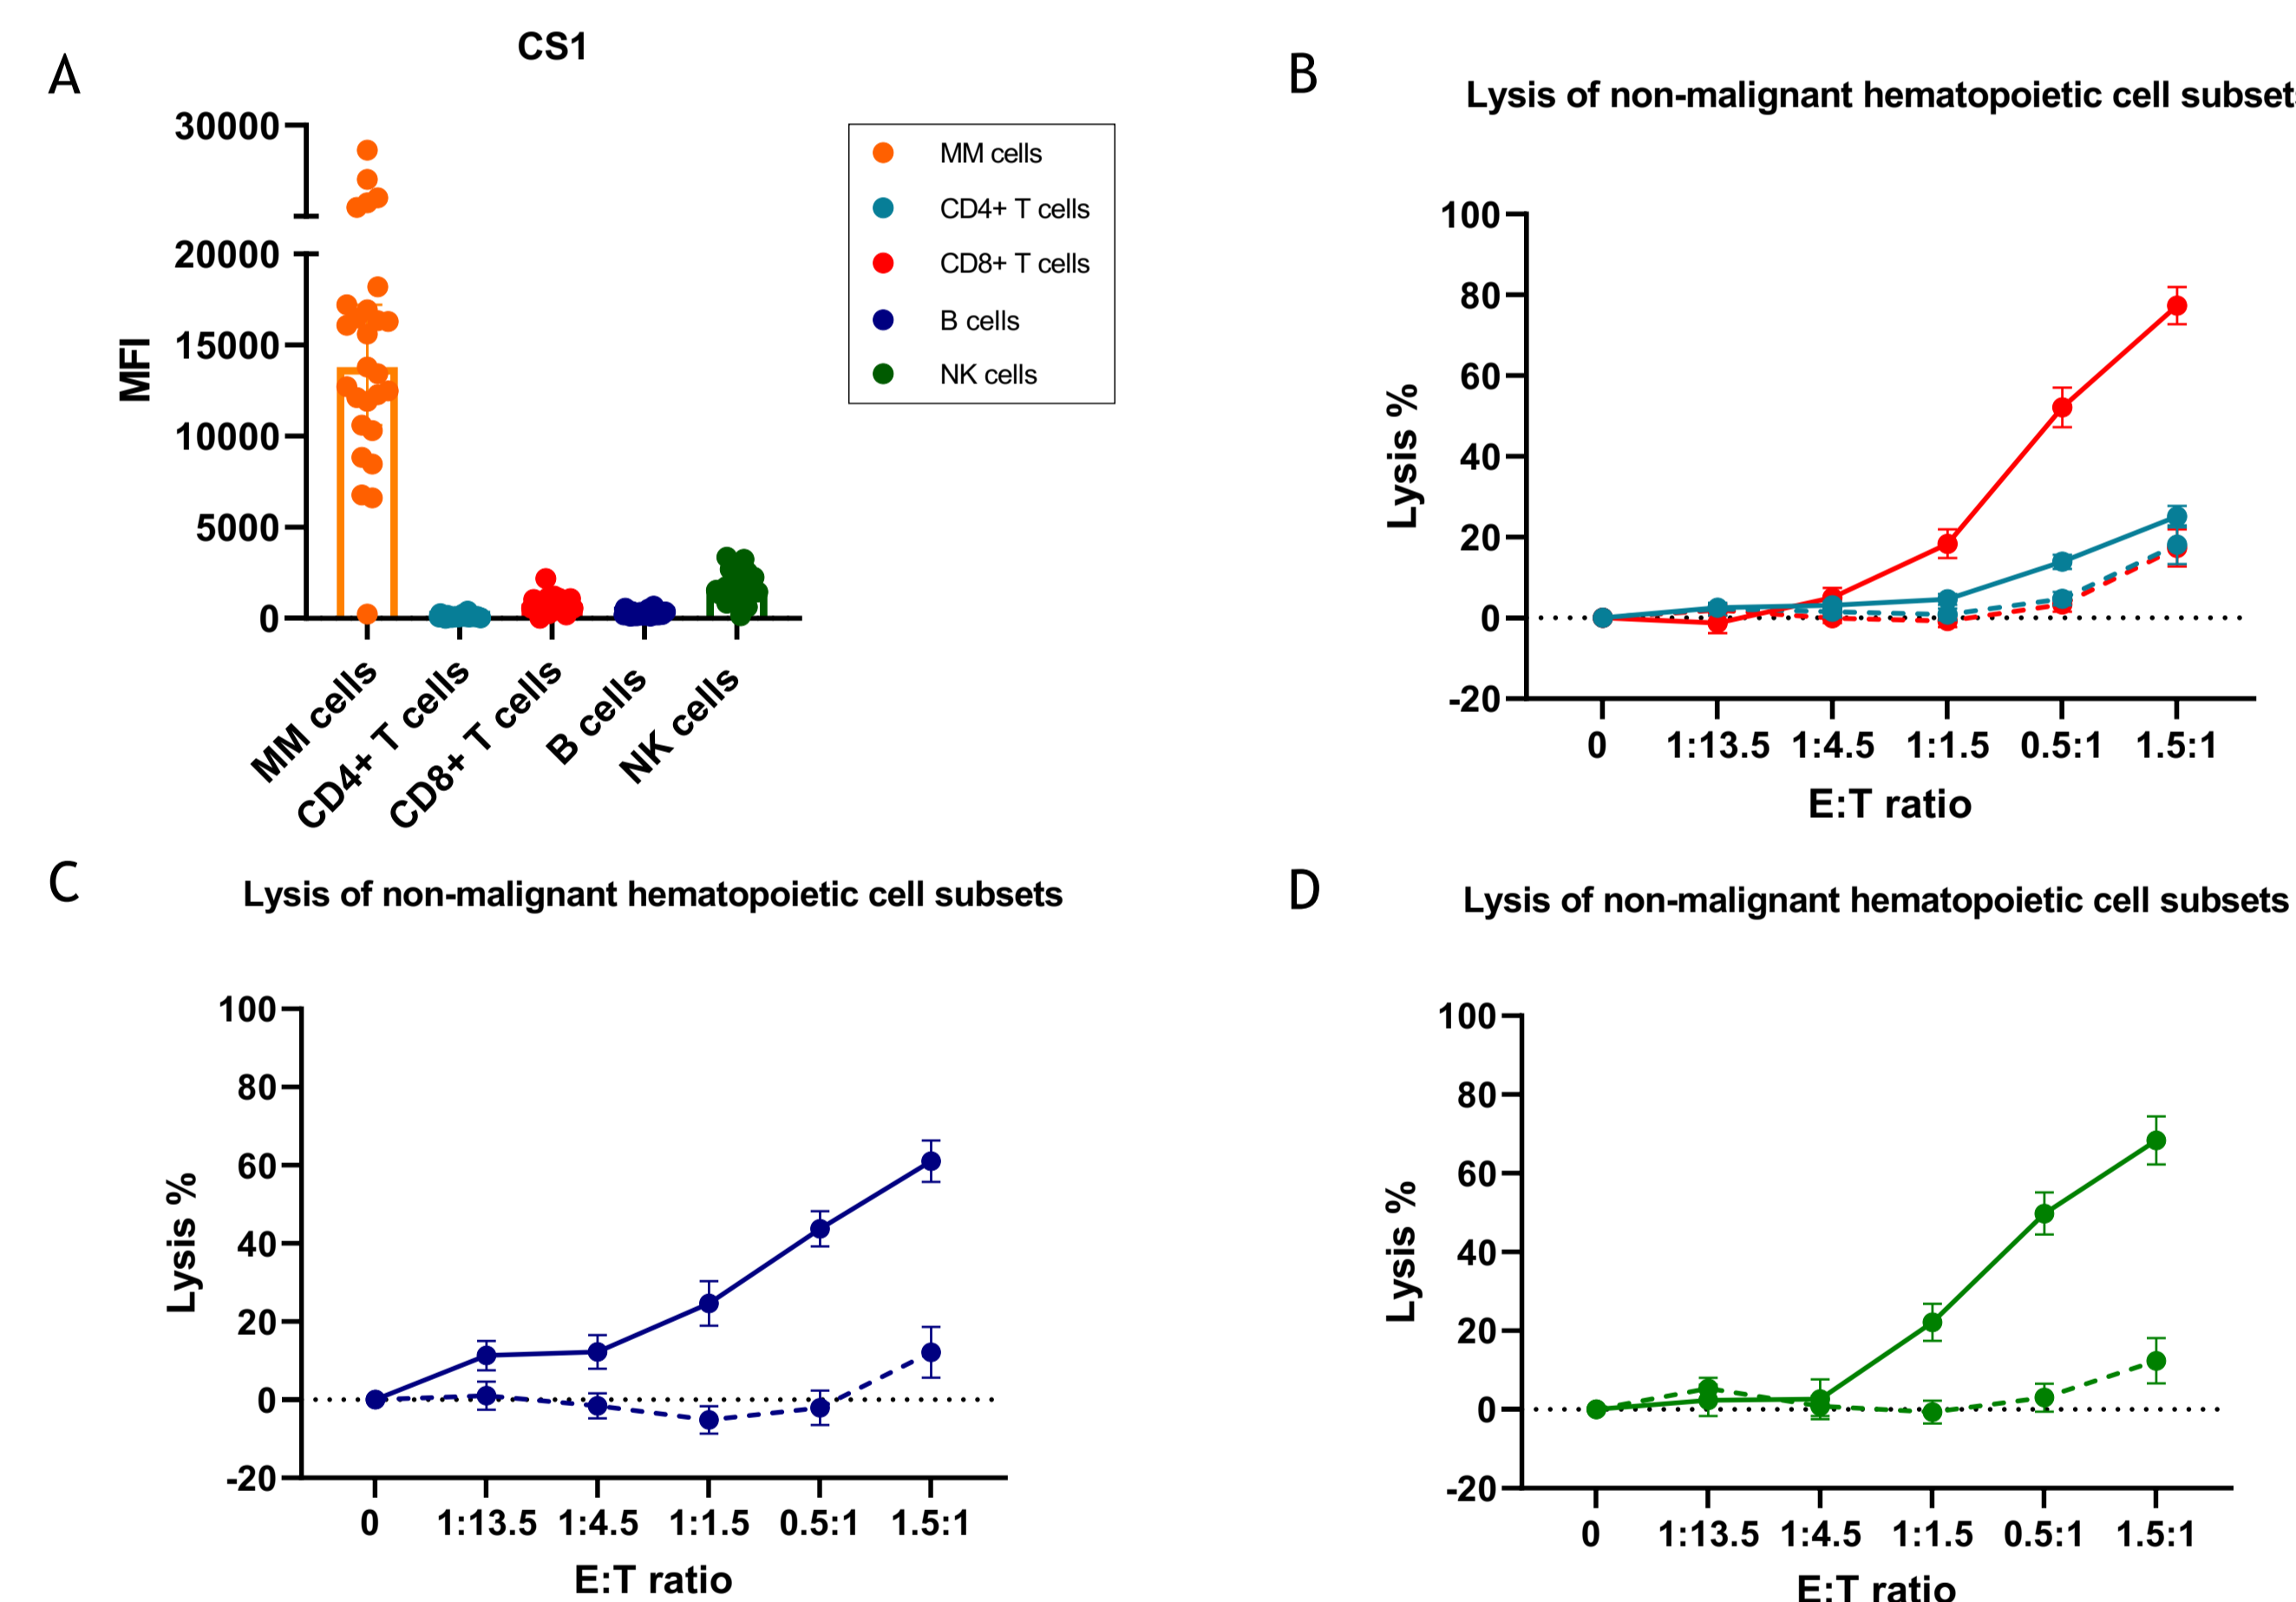 A
CS1
30000
20000
15000
10000
5000
0
MFI
MM cells
CD4+ T cells
CD8+ T cells
B cells
NK cells
MM cells
CD4+ T cells
CD8+ T cells
B cells
NK cells
B
Lysis of non-malignant hematopoietic cell subset
100
80
60
40
20
0
-20
Lysis %
0 1:13.5 1:4.5 1:1.5 0.5:1 1.5:1
E:T ratio
C
Lysis of non-malignant hematopoietic cell subsets
100
80
60
40
20
0
-20
Lysis %
0 1:13.5 1:4.5 1:1.5 0.5:1 1.5:1
E:T ratio
D
Lysis of non-malignant hematopoietic cell subsets
100
80
60
40
20
0
-20
Lysis %
0 1:13.5 1:4.5 1:1.5 0.5:1 1.5:1
E:T ratio